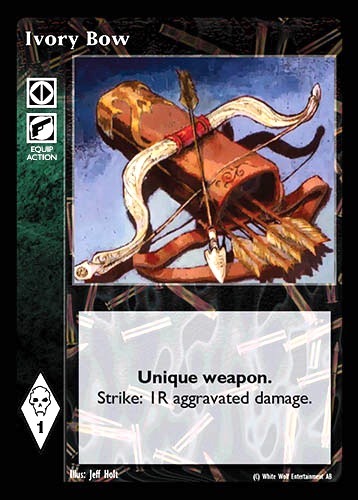 Ivory Bow
EQUIP
ACTION
Unique weapon.
Strike: 1R aggravated damage.
1
Illus: Jeff Holt
(C) White Wolf Entertainment AB